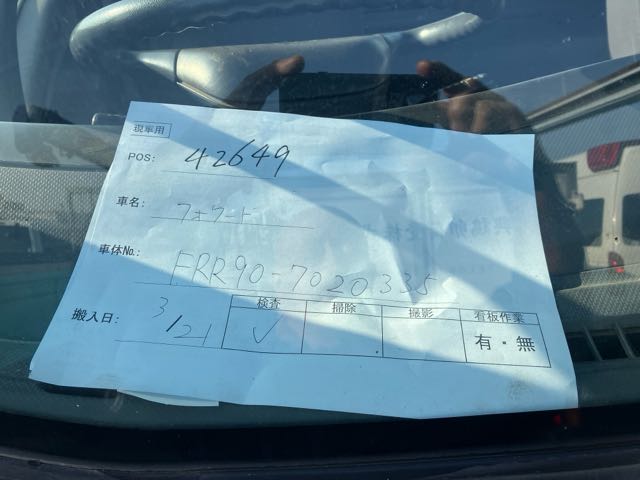 現車用
POS: 42649
車名: フォワード
車体No.: FRR90-7020335
搬入日: 3/21
検査 掃除 撮影 看板作業
✓ 有・無